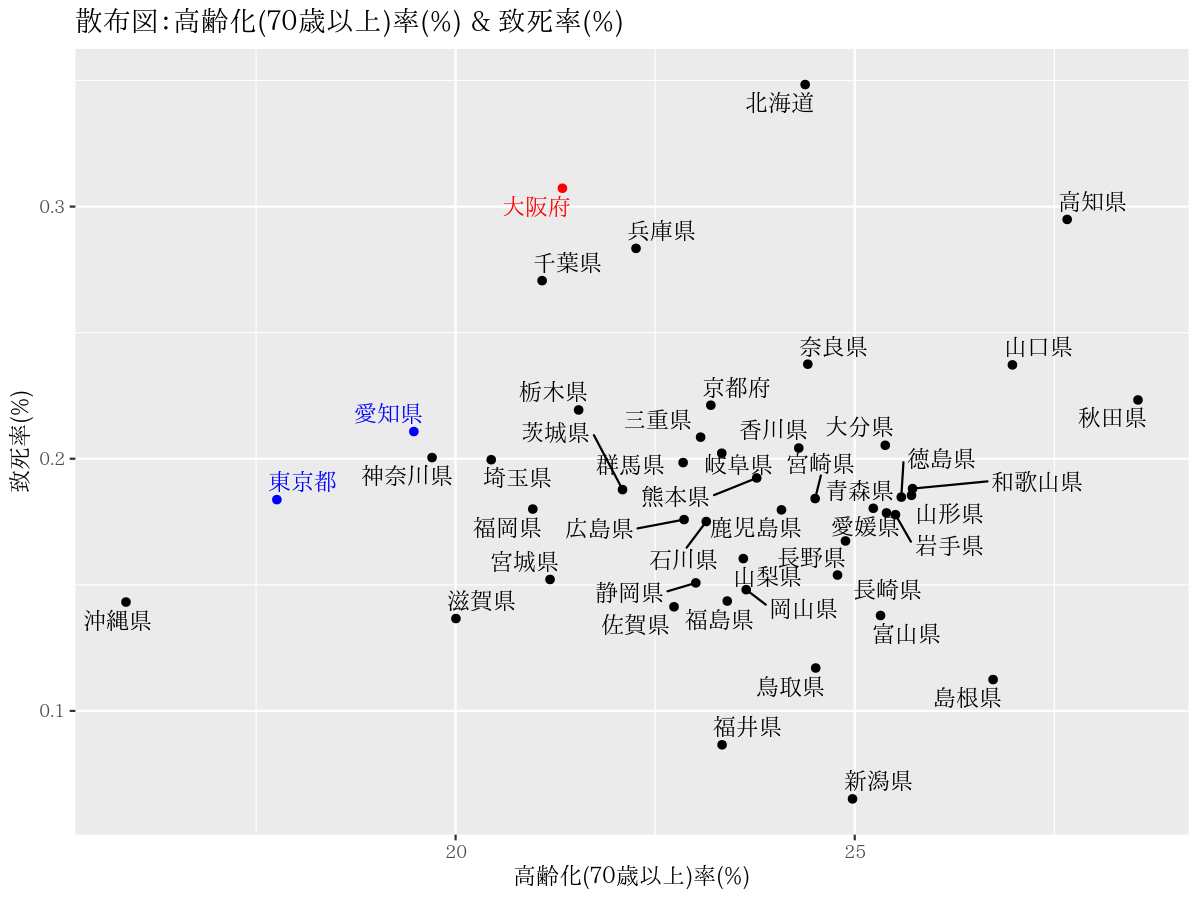 散布図:高齢化(70歳以上)率(%) & 致死率(%)
致死率(%)
0.3
0.2
0.1
北海道
大阪府
高知県
兵庫県
千葉県
奈良県
山口県
栃木県
京都府
愛知県
三重県
秋田県
茨城県
香川県
大分県
群馬県
岐阜県
宮崎県
徳島県
神奈川県
埼玉県
東京都
熊本県
青森県
和歌山県
福岡県
広島県
鹿児島県
愛媛県
山形県
岩手県
宮城県
石川県
長野県
静岡県
山梨県
長崎県
滋賀県
沖縄県
佐賀県
福島県
岡山県
富山県
鳥取県
島根県
福井県
新潟県
20
25
高齢化(70歳以上)率(%)